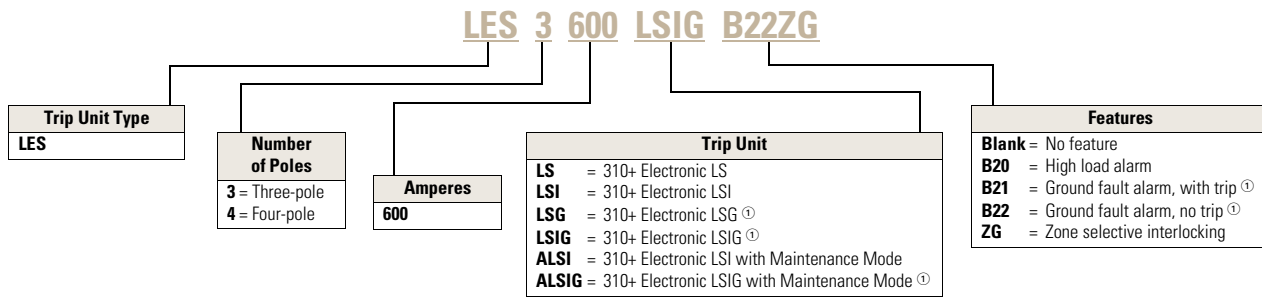 LES 3 600 LSIG B22ZG
Trip Unit Type
LES
Number
of Poles
3 = Three-pole
4 = Four-pole
Amperes
600
Trip Unit
LS = 310+ Electronic LS
LSI = 310+ Electronic LSI
LSG = 310+ Electronic LSG ①
LSIG = 310+ Electronic LSIG ①
ALSI = 310+ Electronic LSI with Maintenance Mode
ALSIG = 310+ Electronic LSIG with Maintenance Mode ①
Features
Blank = No feature
B20 = High load alarm
B21 = Ground fault alarm, with trip ①
B22 = Ground fault alarm, no trip ①
ZG = Zone selective interlocking